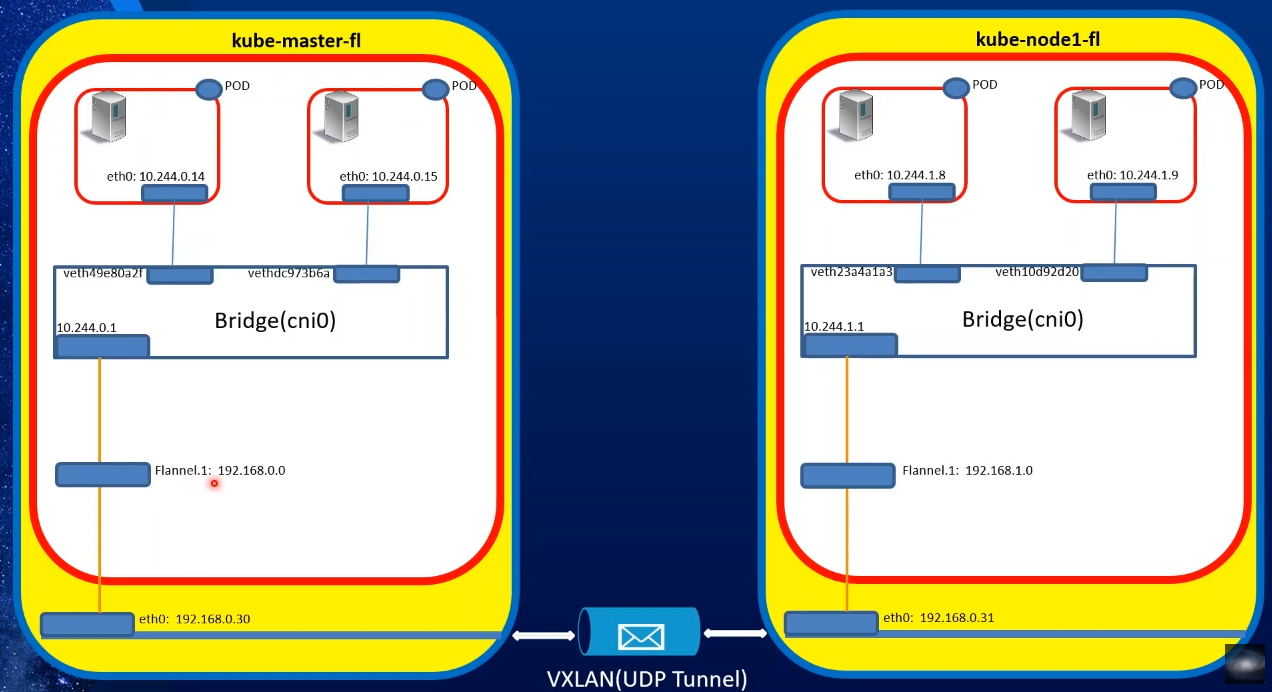 kube-master-fl
POD
POD
eth0: 10.244.0.14
eth0: 10.244.0.15
veth49e80a2f
vethdc973b6a
Bridge(cni0)
10.244.0.1
Flannel.1: 192.168.0.0
eth0: 192.168.0.30
kube-node1-fl
POD
POD
eth0: 10.244.1.8
eth0: 10.244.1.9
veth23a4a1a3
veth10d92d20
Bridge(cni0)
10.244.1.1
Flannel.1: 192.168.1.0
eth0: 192.168.0.31
VXLAN(UDP Tunnel)